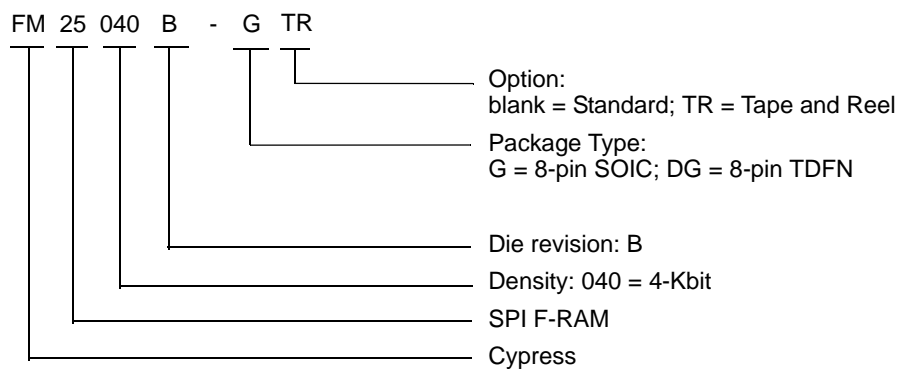 FM 25 040 B - G TR
Option:
blank = Standard; TR = Tape and Reel
Package Type:
G = 8-pin SOIC; DG = 8-pin TDFN
Die revision: B
Density: 040 = 4-Kbit
SPI F-RAM
Cypress